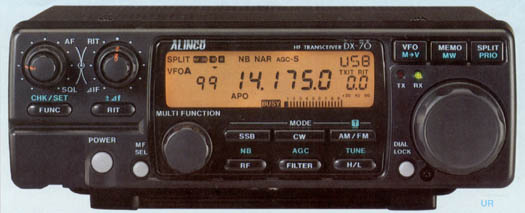 ALINCO HF TRANSCEIVER DX-70
AF RIT
SQL IF
CHK/SET ± ⊿f
FUNC RIT
POWER
MF SEL
SPLIT NB NAR AGC-S USB
VFOA TXIT RIT
99 14.175.0 0.0
APO
BUSY
MULTI FUNCTION
MODE T
SSB CW AM/FM
NB AGC TUNE
RF FILTER H/L
VFO MEMO SPLIT
M→V MW PRIO
TX RX
DIAL LOCK
UR